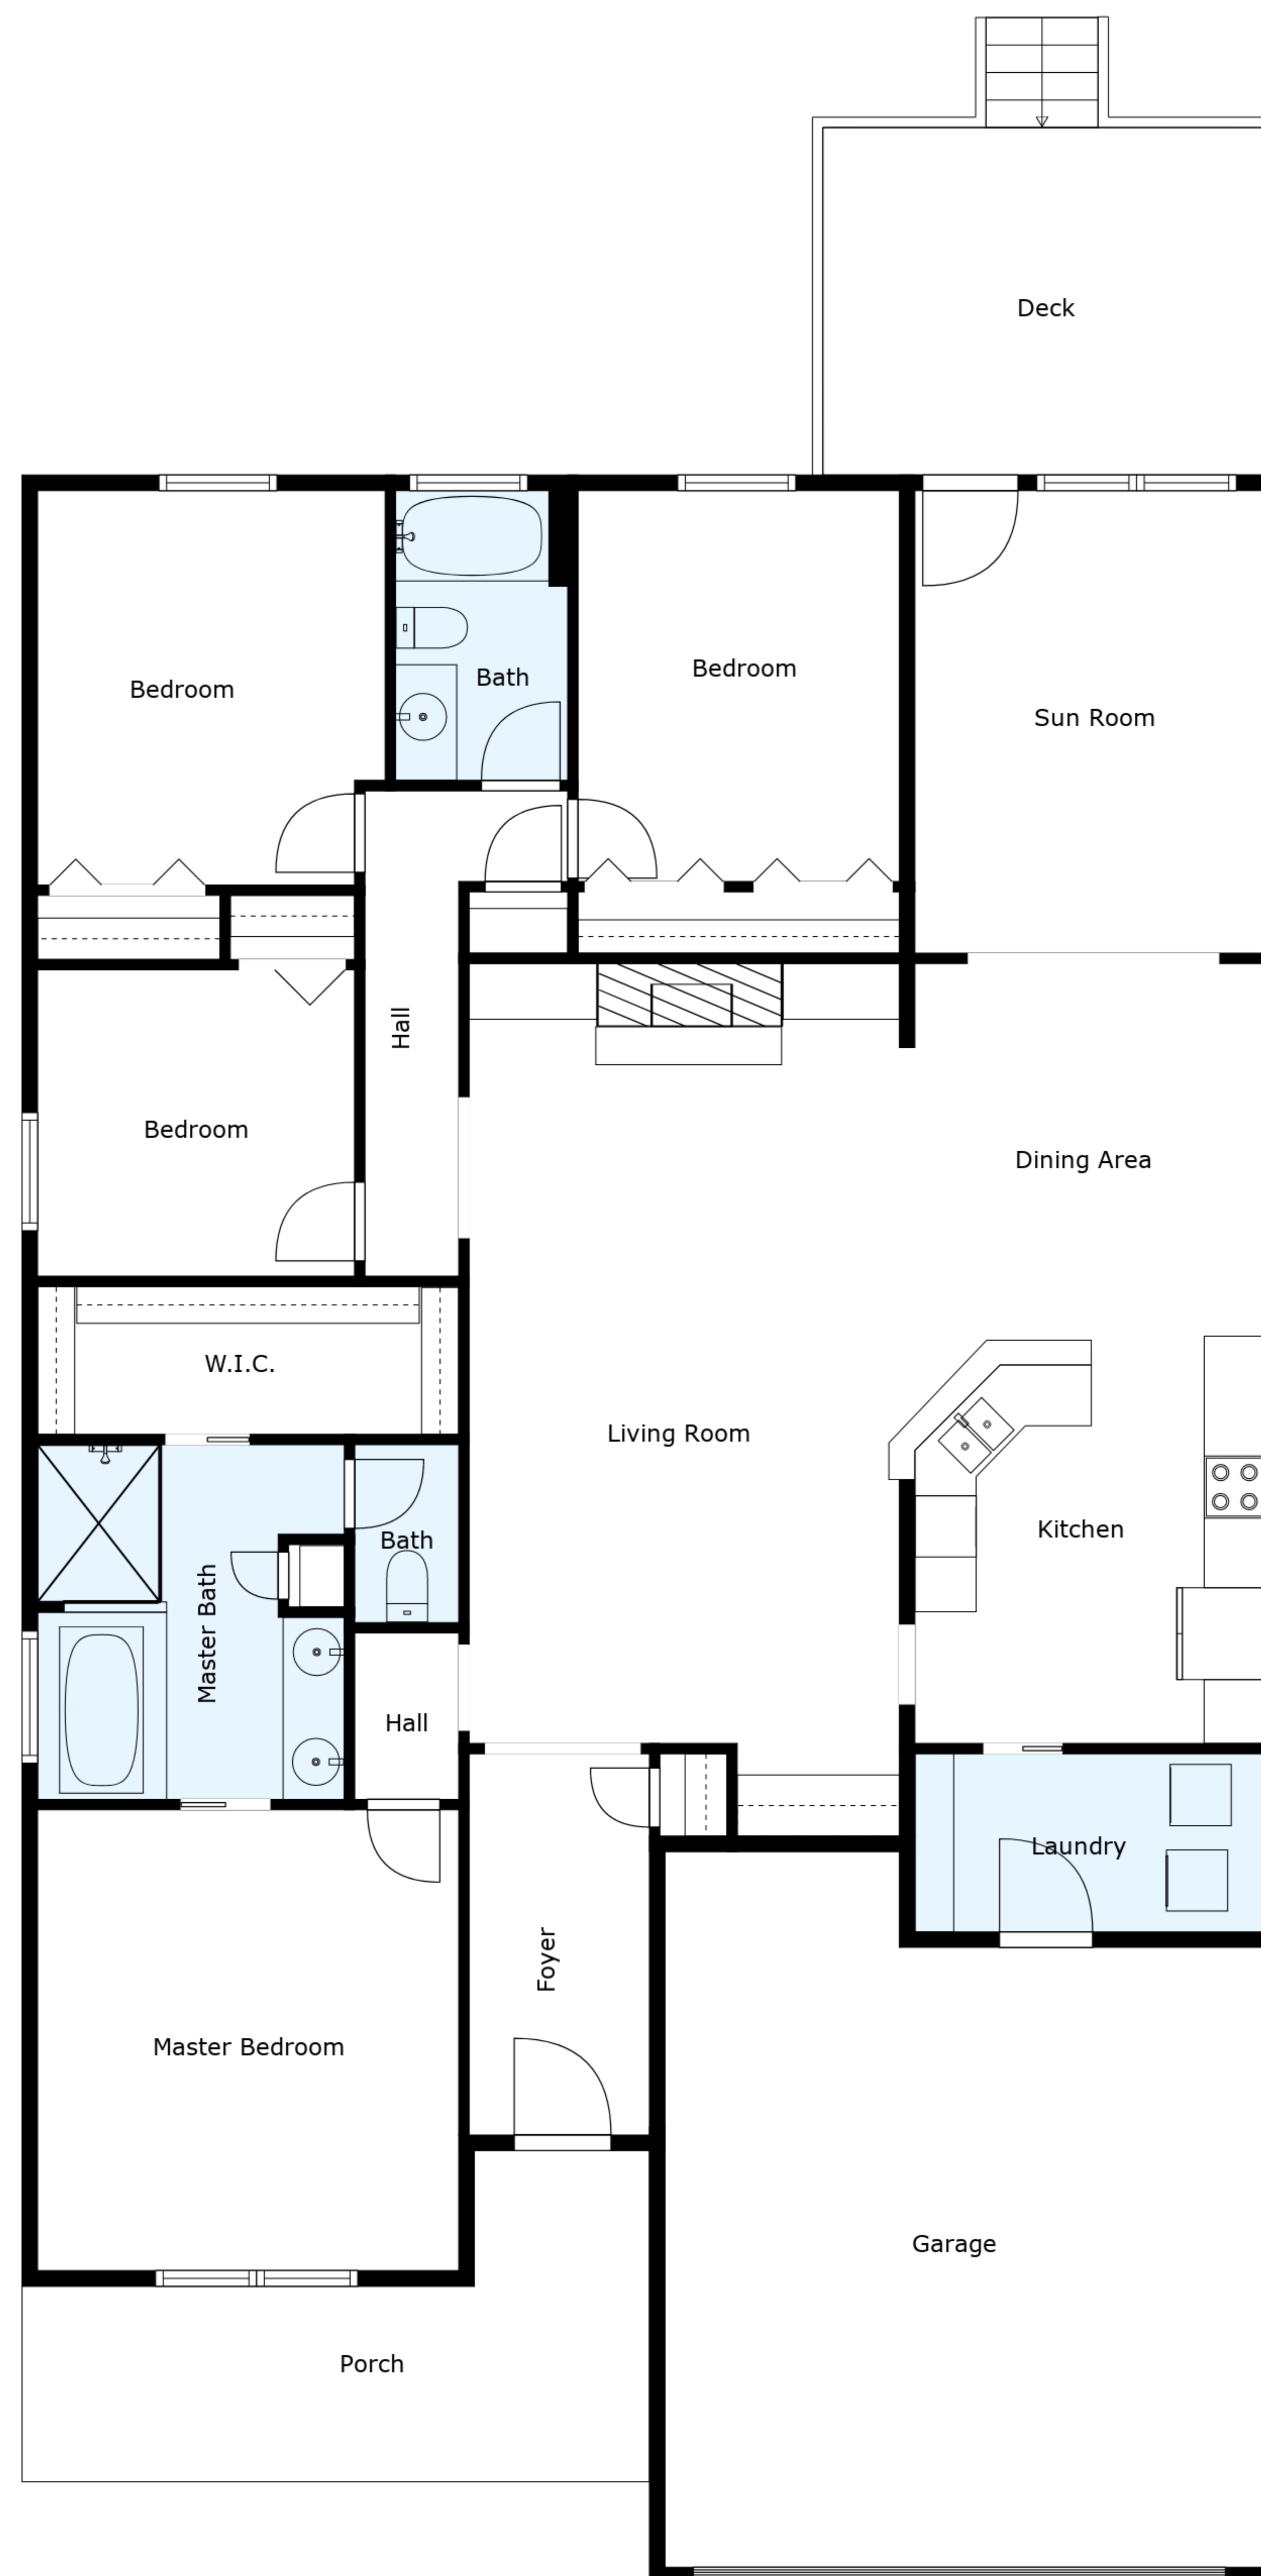 Deck
Bedroom
Bath
Bedroom
Sun Room
Hall
Bedroom
Dining Area
W.I.C.
Living Room
Kitchen
Bath
Master Bath
Hall
Laundry
Foyer
Master Bedroom
Garage
Porch